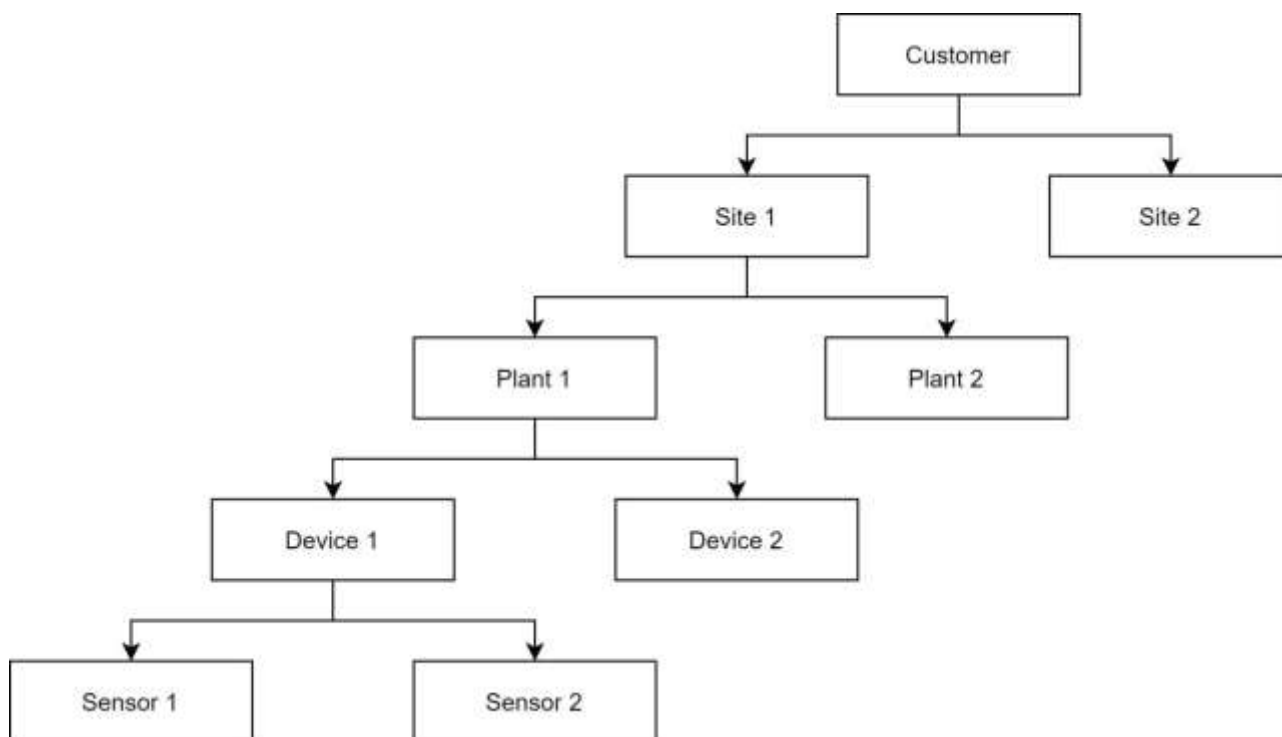 Customer
Site 1
Site 2
Plant 1
Plant 2
Device 1
Device 2
Sensor 1
Sensor 2